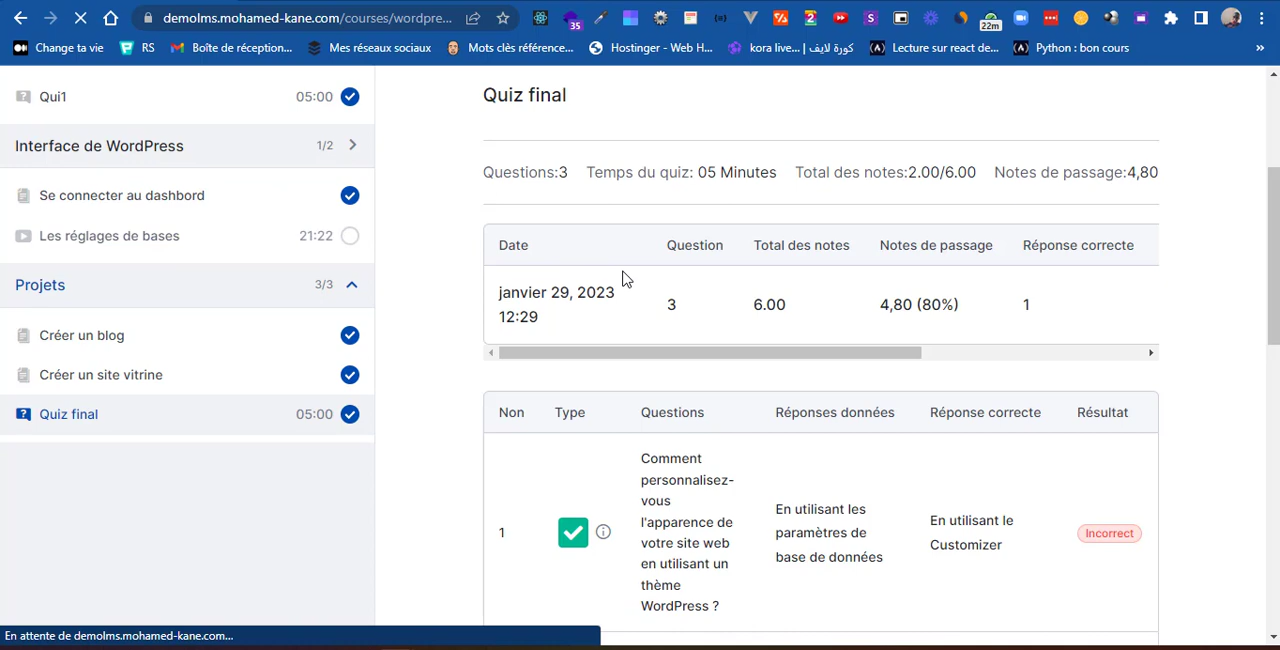 demolms.mohamed-kane.com/courses/wordpre...
35
22m
Change ta vie
RS
Boîte de réception...
Mes réseaux sociaux
Mots clés référence...
Hostinger - Web H...
kora live... | كورة لايف
Lecture sur react de...
Python : bon cours
»
Qui1 05:00
Interface de WordPress 1/2
Se connecter au dashbord
Les réglages de bases 21:22
Projets 3/3
Créer un blog
Créer un site vitrine
Quiz final 05:00
En attente de demolms.mohamed-kane.com...
Quiz final
Questions:3 Temps du quiz: 05 Minutes Total des notes:2.00/6.00 Notes de passage:4,80
Date Question Total des notes Notes de passage Réponse correcte
janvier 29, 2023
12:29
3 6.00 4,80 (80%) 1
Non Type Questions Réponses données Réponse correcte Résultat
1
Comment
personnalisez-
vous
l'apparence de
votre site web
en utilisant un
thème
WordPress ?
En utilisant les
paramètres de
base de données
En utilisant le
Customizer
Incorrect